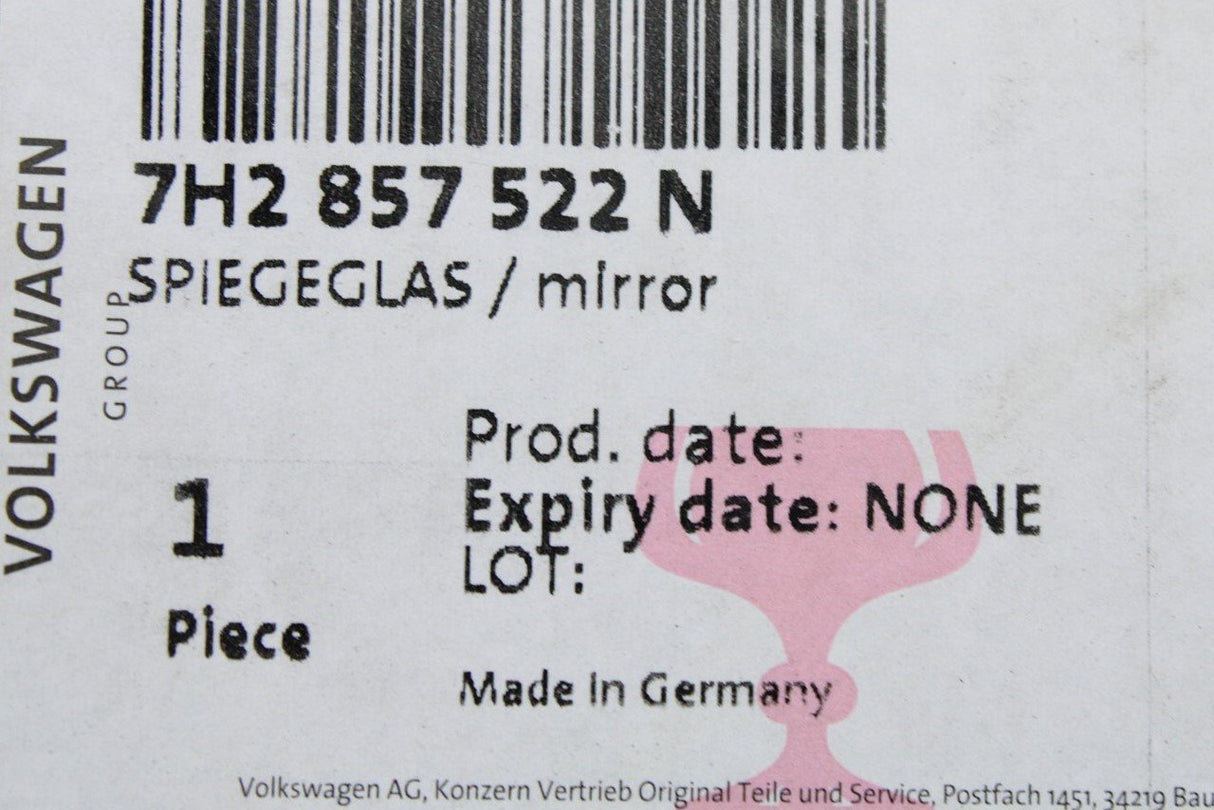 VOLKSWAGEN
GROUP
7H2 857 522 N
SPIEGEGLAS / mirror
1
Piece
Prod. date:
Expiry date: NONE
LOT:
Made In Germany
Volkswagen AG, Konzern Vertrieb Original Teile und Service, Postfach 1451, 34219 Bau